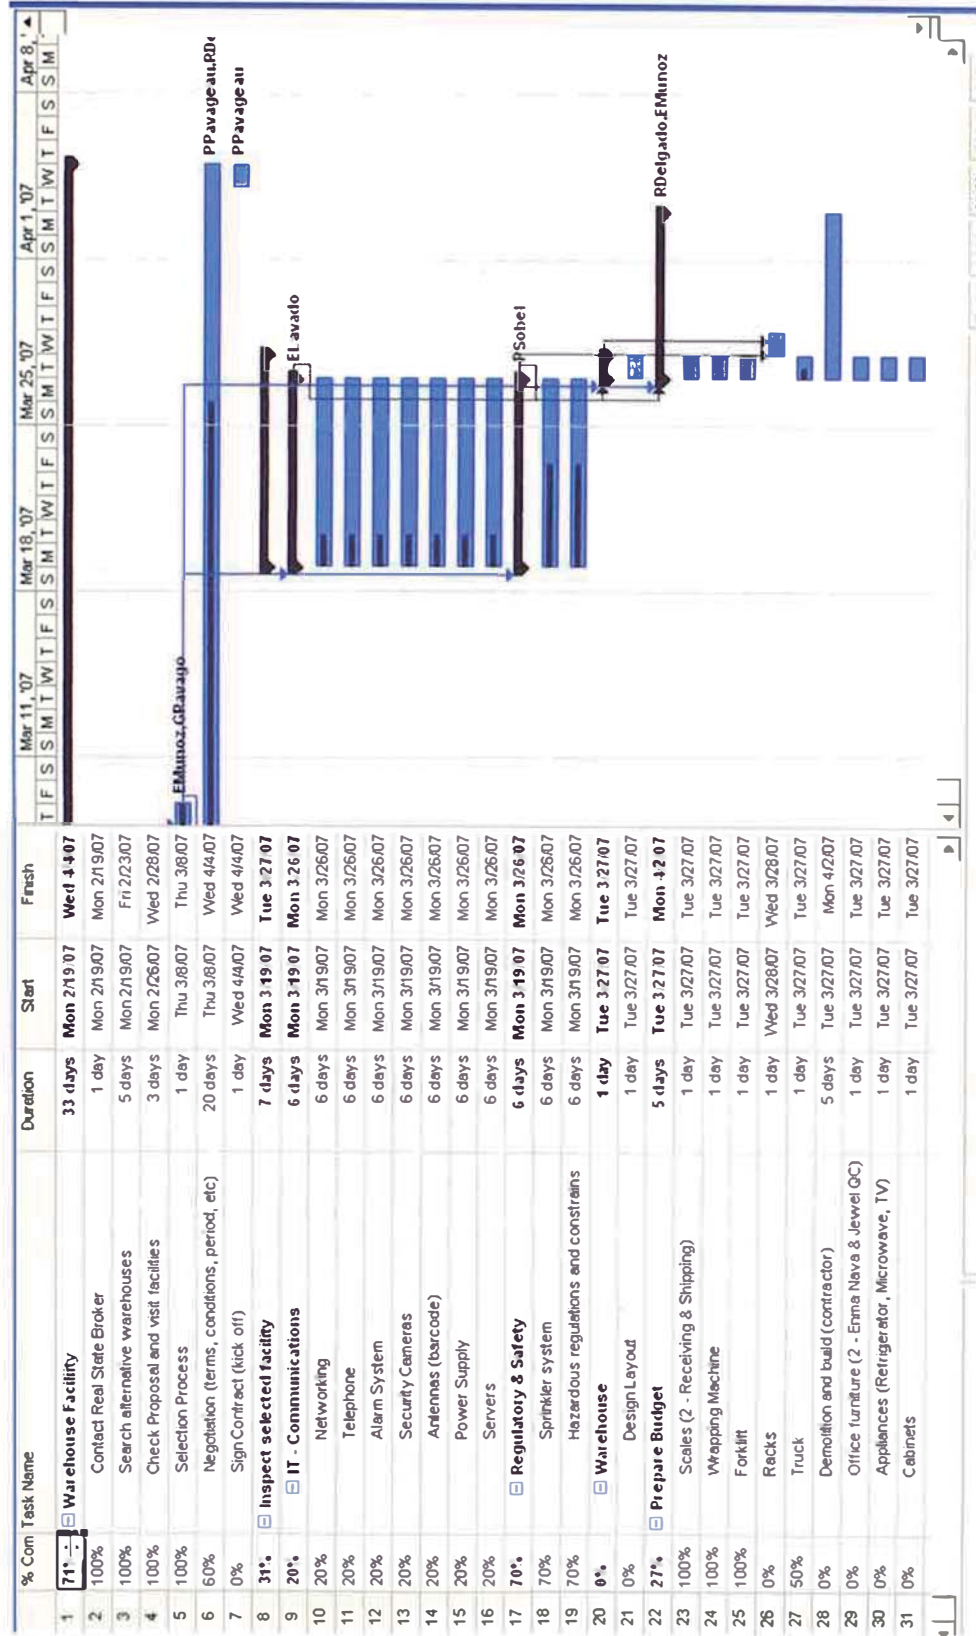 % Com Task Name Duration Start Finish
Mar 11, '07 Mar 18, '07 Mar 25, '07 Apr 1, '07 Apr 8, '
T F S S M T W T F S S M T W T F S S M T W T F S S M T W T F S S M
1 71% Warehouse Facility 33 days Mon 2/19/07 Wed 4/4/07
2 100% Contact Real State Broker 1 day Mon 2/19/07 Mon 2/19/07
3 100% Search alternative warehouses 5 days Mon 2/19/07 Fri 2/23/07
4 100% Check Proposal and visit facilities 3 days Mon 2/26/07 Wed 2/28/07
5 100% Selection Process 1 day Thu 3/8/07 Thu 3/8/07 EMunoz,GRavago
6 60% Negotiation (terms, conditions, period, etc) 20 days Thu 3/8/07 Wed 4/4/07 PPavageau,RDe
7 0% Sign Contract (kick off) 1 day Wed 4/4/07 Wed 4/4/07 PPavageau
8 31% Inspect selected facility 7 days Mon 3/19/07 Tue 3/27/07
9 20% IT - Communications 6 days Mon 3/19/07 Mon 3/26/07 ELavado
10 20% Networking 6 days Mon 3/19/07 Mon 3/26/07
11 20% Telephone 6 days Mon 3/19/07 Mon 3/26/07
12 20% Alarm System 6 days Mon 3/19/07 Mon 3/26/07
13 20% Security Cameras 6 days Mon 3/19/07 Mon 3/26/07
14 20% Antennas (barcode) 6 days Mon 3/19/07 Mon 3/26/07
15 20% Power Supply 6 days Mon 3/19/07 Mon 3/26/07
16 20% Servers 6 days Mon 3/19/07 Mon 3/26/07
17 70% Regulatory & Safety 6 days Mon 3/19/07 Mon 3/26/07 PSobel
18 70% Sprinkler system 6 days Mon 3/19/07 Mon 3/26/07
19 70% Hazardous regulations and constrains 6 days Mon 3/19/07 Mon 3/26/07
20 0% Warehouse 1 day Tue 3/27/07 Tue 3/27/07
21 0% Design Layout 1 day Tue 3/27/07 Tue 3/27/07
22 27% Prepare Budget 5 days Tue 3/27/07 Mon 4/2/07 RDelgado,EMunoz
23 100% Scales (2 - Receiving & Shipping) 1 day Tue 3/27/07 Tue 3/27/07
24 100% Wrapping Machine 1 day Tue 3/27/07 Tue 3/27/07
25 100% Forklift 1 day Tue 3/27/07 Tue 3/27/07
26 0% Racks 1 day Wed 3/28/07 Wed 3/28/07
27 50% Truck 1 day Tue 3/27/07 Tue 3/27/07
28 0% Demolition and build (contractor) 5 days Tue 3/27/07 Mon 4/2/07
29 0% Office furniture (2 - Enma Nava & Jewel QC) 1 day Tue 3/27/07 Tue 3/27/07
30 0% Appliances (Refrigerator, Microwave, TV) 1 day Tue 3/27/07 Tue 3/27/07
31 0% Cabinets 1 day Tue 3/27/07 Tue 3/27/07